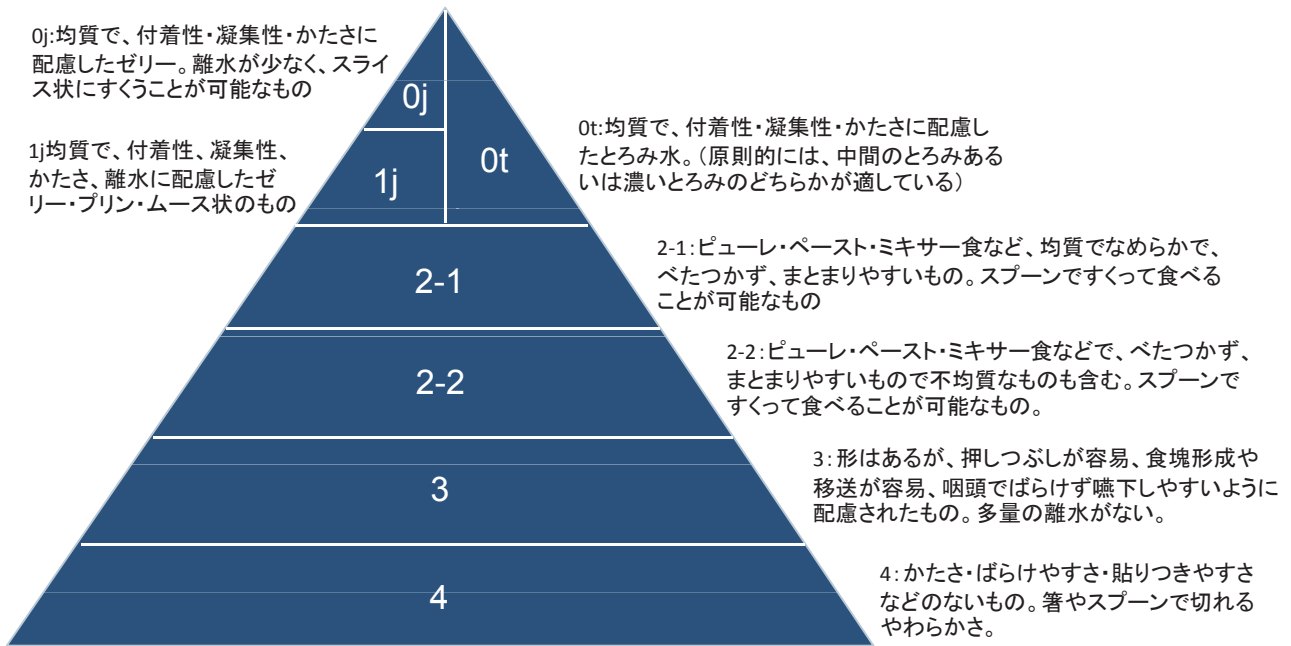 0j:均質で、付着性・凝集性・かたさに
配慮したゼリー。離水が少なく、スライ
ス状にすくうことが可能なもの
0j
1j均質で、付着性、凝集性、
かたさ、離水に配慮したゼ
リー・プリン・ムース状のもの
1j
0t
0t:均質で、付着性・凝集性・かたさに配慮し
たとろみ水。（原則的には、中間のとろみある
いは濃いとろみのどちらかが適している）
2-1
2-1:ピューレ・ペースト・ミキサー食など、均質でなめらかで、
べたつかず、まとまりやすいもの。スプーンですくって食べる
ことが可能なもの
2-2
2-2:ピューレ・ペースト・ミキサー食などで、べたつかず、
まとまりやすいもので不均質なものも含む。スプーンで
すくって食べることが可能なもの。
3
3:形はあるが、押しつぶしが容易、食塊形成や
移送が容易、咽頭でばらけず嚥下しやすいように
配慮されたもの。多量の離水がない。
4
4:かたさ・ばらけやすさ・貼りつきやすさ
などのないもの。箸やスプーンで切れる
やわらかさ。